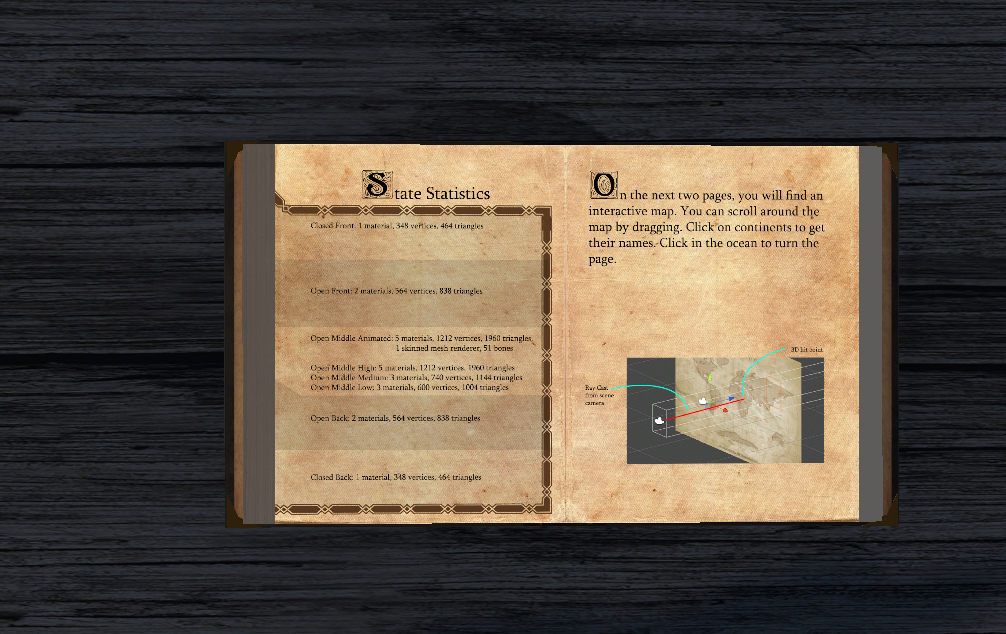 State Statistics
Closed Front: 1 material, 348 vertices, 464 triangles
Open Front: 2 materials, 564 vertices, 838 triangles
Open Middle Animated: 5 materials, 1212 vertices, 1960 triangles,
1 skinned mesh renderer, 51 bones
Open Middle High: 5 materials, 1212 vertices, 1960 triangles
Open Middle Medium: 3 materials, 740 vertices, 1144 triangles
Open Middle Low: 3 materials, 600 vertices, 1004 triangles
Open Back: 2 materials, 564 vertices, 838 triangles
Closed Back: 1 material, 348 vertices, 464 triangles
On the next two pages, you will find an
interactive map. You can scroll around the
map by dragging. Click on continents to get
their names. Click in the ocean to turn the
page.
3D hit point
Ray Cast
from scene
camera